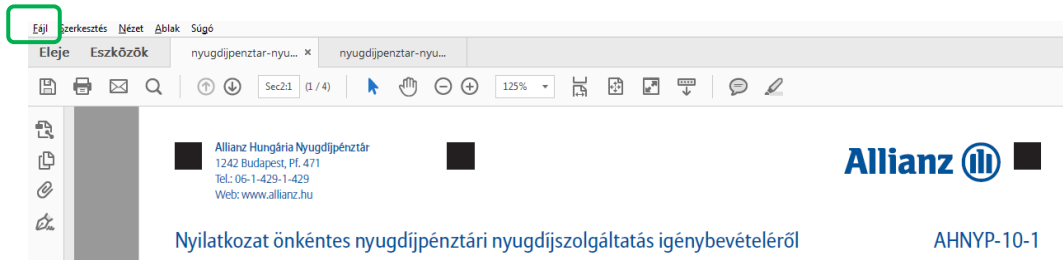 Fájl Szerkesztés Nézet Ablak Súgó
Eleje Eszközök nyugdijpenztar-nyu... × nyugdijpenztar-nyu...
Sec2:1 (1 / 4) 125%
Allianz Hungária Nyugdíjpénztár
1242 Budapest, Pf. 471
Tel.: 06-1-429-1-429
Web: www.allianz.hu
Allianz
Nyilatkozat önkéntes nyugdíjpénztári nyugdíjszolgáltatás igénybevételéről AHNYP-10-1